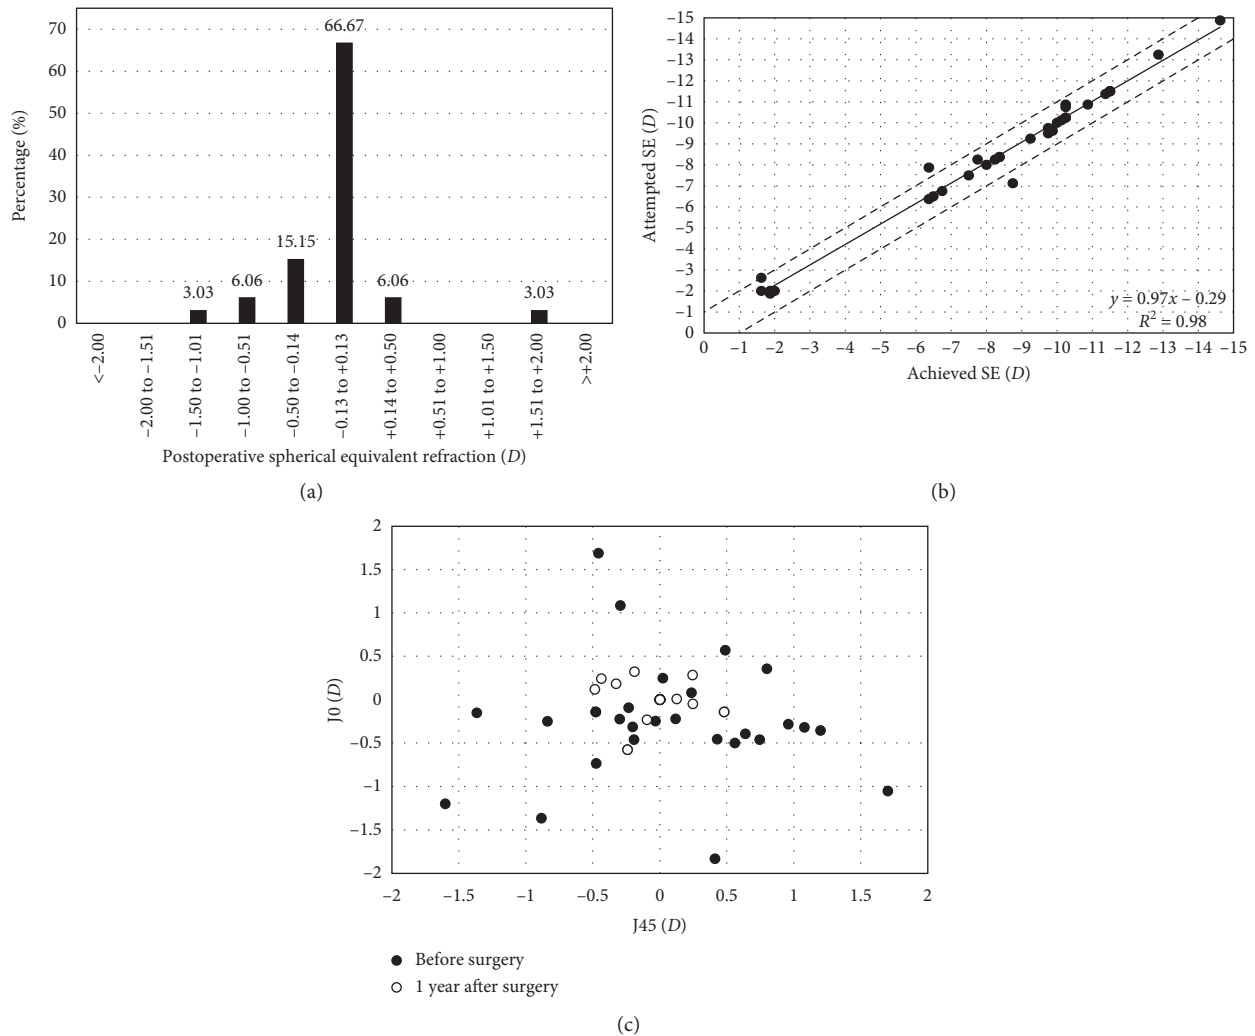 Percentage (%)
70
60
50
40
30
20
10
0
3.03
6.06
15.15
66.67
6.06
3.03
<−2.00
−2.00 to −1.51
−1.50 to −1.01
−1.00 to −0.51
−0.50 to −0.14
−0.13 to +0.13
+0.14 to +0.50
+0.51 to +1.00
+1.01 to +1.50
+1.51 to +2.00
>+2.00
Postoperative spherical equivalent refraction (D)
(a)
Attempted SE (D)
−15
−14
−13
−12
−11
−10
−9
−8
−7
−6
−5
−4
−3
−2
−1
0
y = 0.97x − 0.29
R² = 0.98
0 −1 −2 −3 −4 −5 −6 −7 −8 −9 −10 −11 −12 −13 −14 −15
Achieved SE (D)
(b)
J0 (D)
2
1.5
1
0.5
0
−0.5
−1
−1.5
−2
−2 −1.5 −1 −0.5 0 0.5 1 1.5 2
J45 (D)
Before surgery
1 year after surgery
(c)